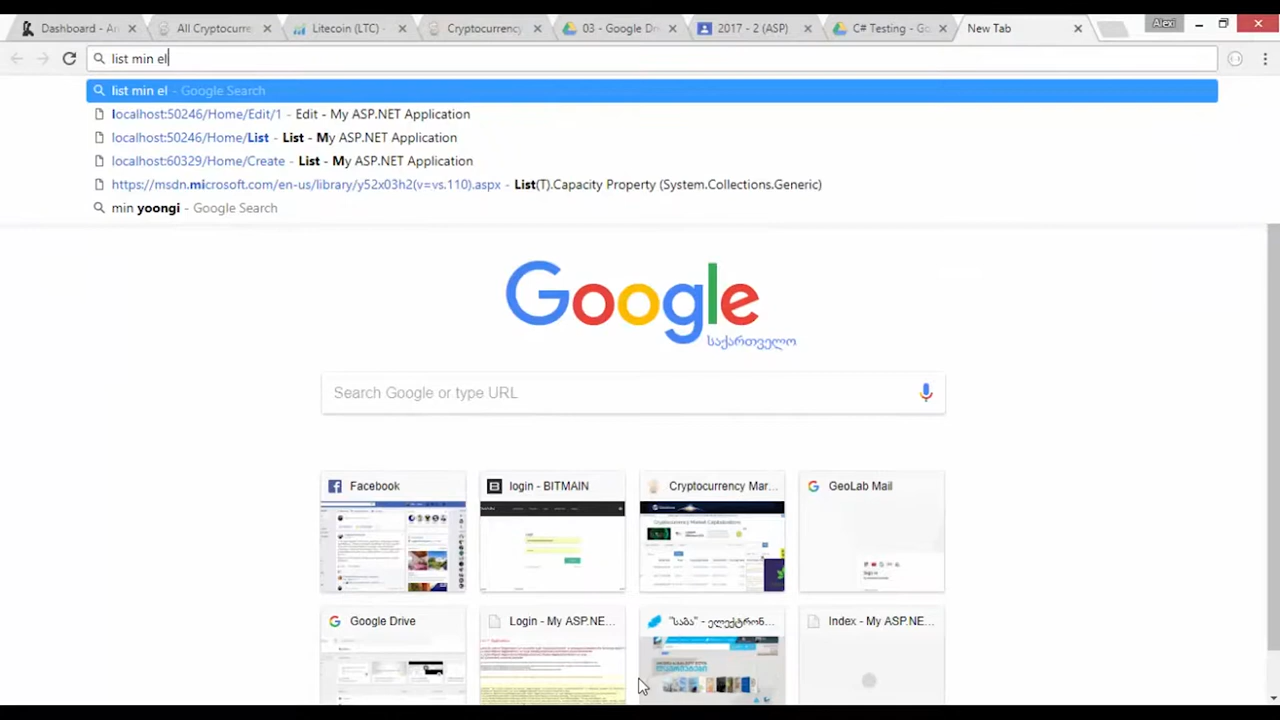 Dashboard - An
All Cryptocurre
Litecoin (LTC) -
Cryptocurrency
03 - Google Dri
2017 - 2 (ASP)
C# Testing - Go
New Tab
Alexi
list min el
list min el - Google Search
localhost:50246/Home/Edit/1 - Edit - My ASP.NET Application
localhost:50246/Home/List - List - My ASP.NET Application
localhost:60329/Home/Create - List - My ASP.NET Application
https://msdn.microsoft.com/en-us/library/y52x03h2(v=vs.110).aspx - List(T).Capacity Property (System.Collections.Generic)
min yoongi - Google Search
Google
საქართველო
Search Google or type URL
Facebook
login - BITMAIN
Cryptocurrency Mar...
GeoLab Mail
Google Drive
Login - My ASP.NE...
"საბა" - ელექტრონ...
Index - My ASP.NE...